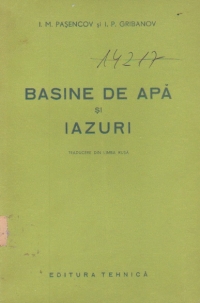 I. M. PAȘENCOV și I. P. GRIBANOV
14217
BASINE DE APĂ
ȘI
IAZURI
TRADUCERE DIN LIMBA RUSĂ
EDITURA TEHNICĂ